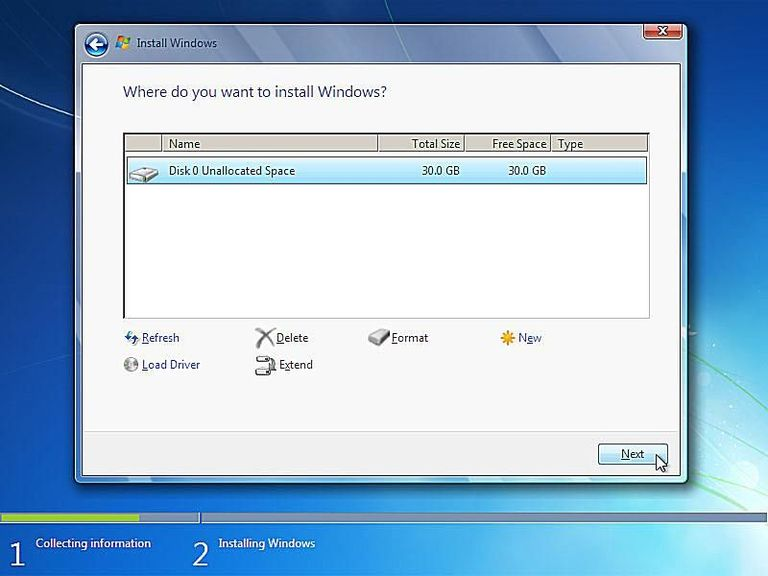 Install Windows
Where do you want to install Windows?
Name Total Size Free Space Type
Disk 0 Unallocated Space 30.0 GB 30.0 GB
Refresh Delete Format New
Load Driver Extend
Next
1 Collecting information 2 Installing Windows